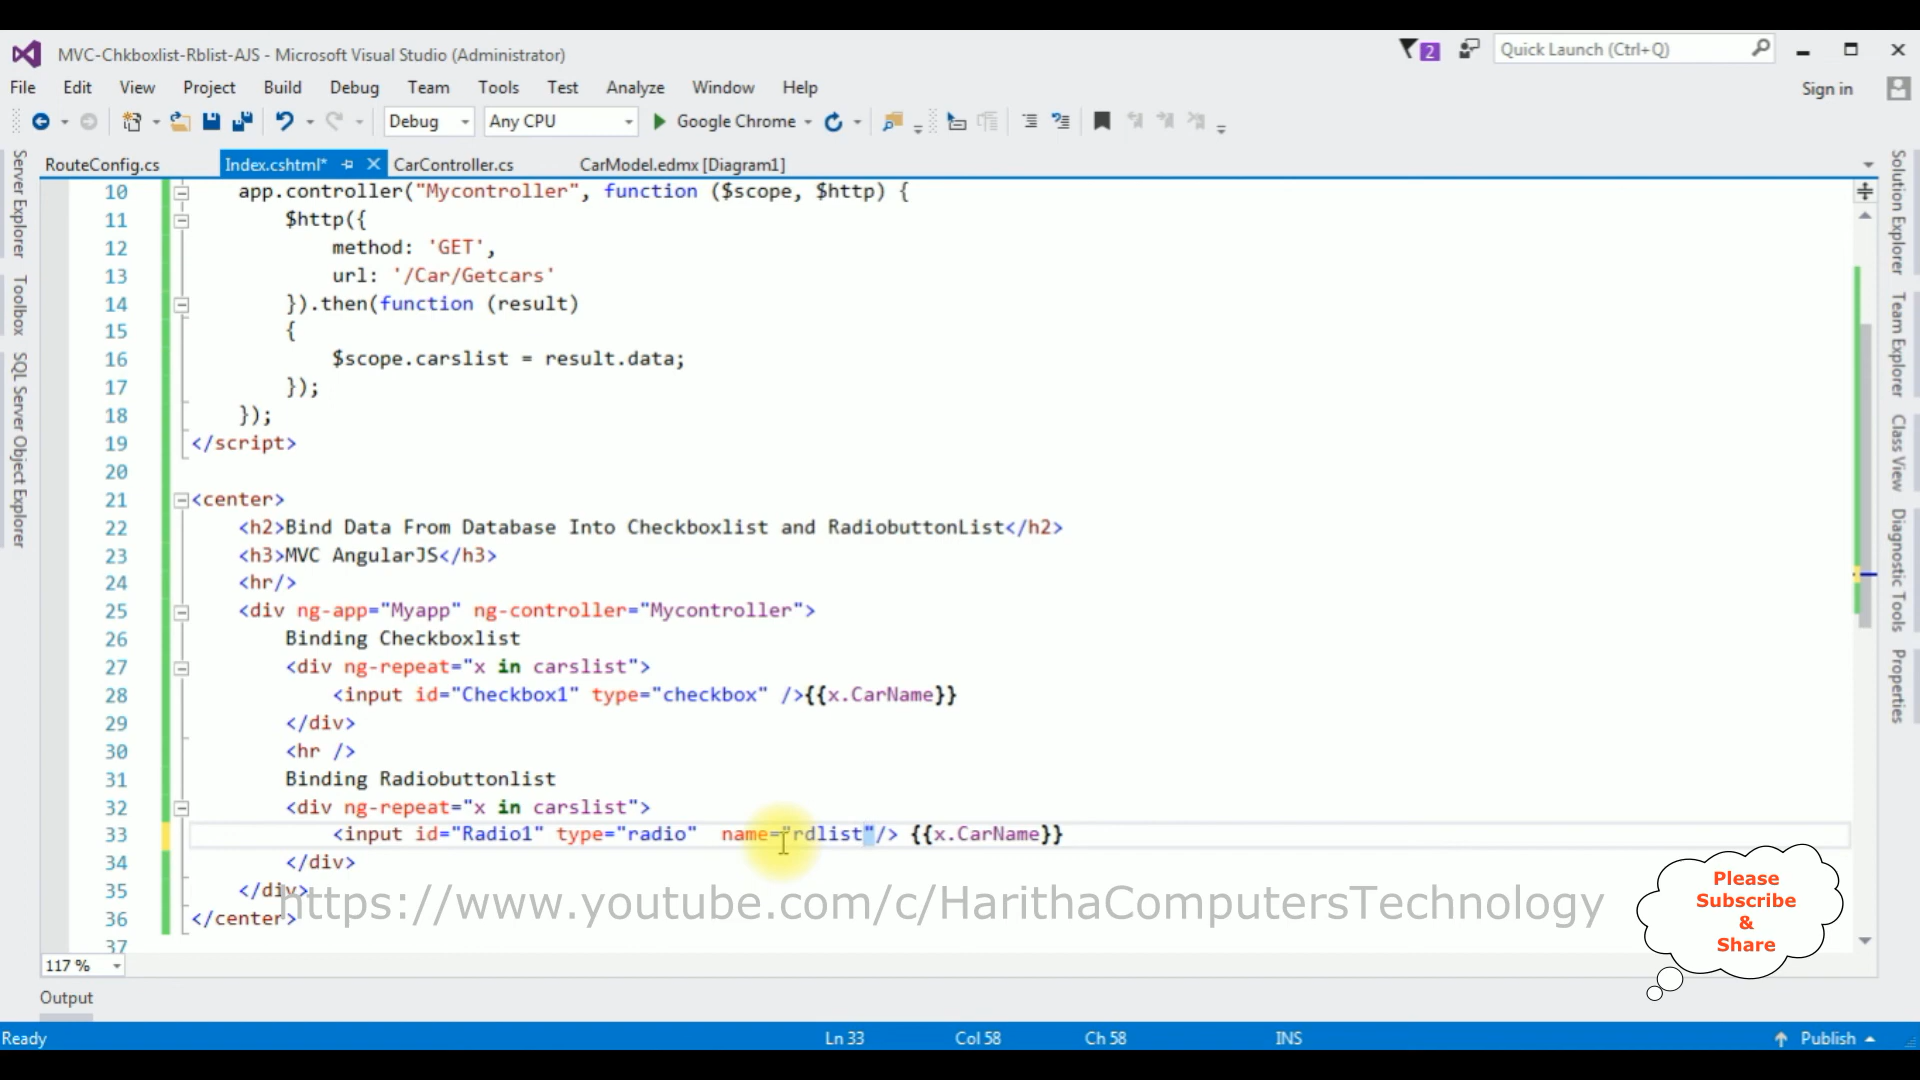 MVC-Chkboxlist-Rblist-AJS - Microsoft Visual Studio (Administrator)
2
Quick Launch (Ctrl+Q)
File Edit View Project Build Debug Team Tools Test Analyze Window Help
Sign in
Debug Any CPU Google Chrome
RouteConfig.cs Index.cshtml* CarController.cs CarModel.edmx [Diagram1]
Server Explorer
Toolbox
SQL Server Object Explorer
10 app.controller("Mycontroller", function ($scope, $http) {
11 $http({
12 method: 'GET',
13 url: '/Car/Getcars'
14 }).then(function (result)
15 {
16 $scope.carslist = result.data;
17 });
18 });
19 </script>
20
21 <center>
22 <h2>Bind Data From Database Into Checkboxlist and RadiobuttonList</h2>
23 <h3>MVC AngularJS</h3>
24 <hr/>
25 <div ng-app="Myapp" ng-controller="Mycontroller">
26 Binding Checkboxlist
27 <div ng-repeat="x in carslist">
28 <input id="Checkbox1" type="checkbox" />{{x.CarName}}
29 </div>
30 <hr />
31 Binding Radiobuttonlist
32 <div ng-repeat="x in carslist">
33 <input id="Radio1" type="radio"  name="rdlist"/> {{x.CarName}}
34 </div>
35 </div>
36 </center>
37
https://www.youtube.com/c/HarithaComputersTechnology
Please
Subscribe
&
Share
Solution Explorer
Team Explorer
Class View
Diagnostic Tools
Properties
117 %
Output
Ready Ln 33 Col 58 Ch 58 INS Publish